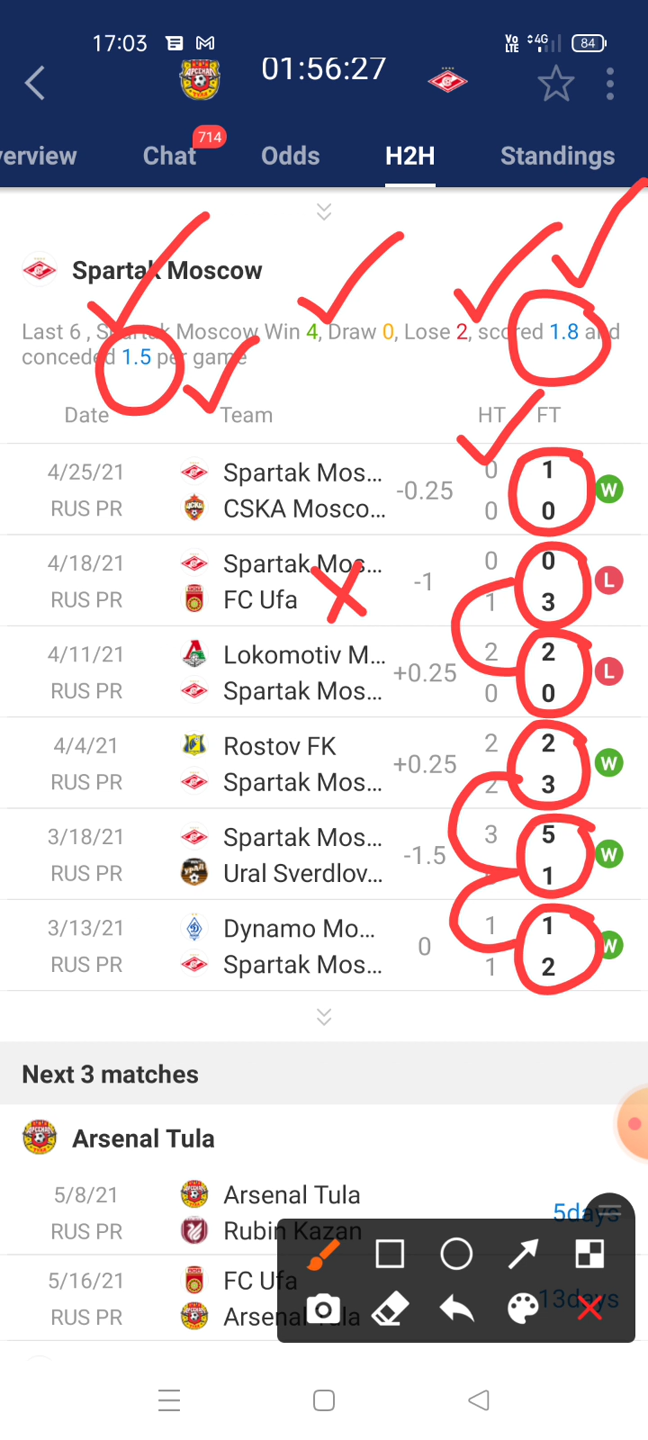 17:03 VoLTE 4G 84
01:56:27
verview Chat 714 Odds H2H Standings
Spartak Moscow
Last 6 , Spartak Moscow Win 4, Draw 0, Lose 2, scored 1.8 and
conceded 1.5 per game
Date Team HT FT
4/25/21 Spartak Mos... 0 1
RUS PR CSKA Mosco... -0.25 0 0 W
4/18/21 Spartak Mos... 0 0
RUS PR FC Ufa -1 1 3 L
4/11/21 Lokomotiv M... 2 2
RUS PR Spartak Mos... +0.25 0 0 L
4/4/21 Rostov FK 2 2
RUS PR Spartak Mos... +0.25 2 3 W
3/18/21 Spartak Mos... 3 5
RUS PR Ural Sverdlov... -1.5 1 W
3/13/21 Dynamo Mo... 1 1
RUS PR Spartak Mos... 0 1 2 W
Next 3 matches
Arsenal Tula
5/8/21 Arsenal Tula
RUS PR Rubin Kazan 5days
5/16/21 FC Ufa
RUS PR Arsenal Tula 13days